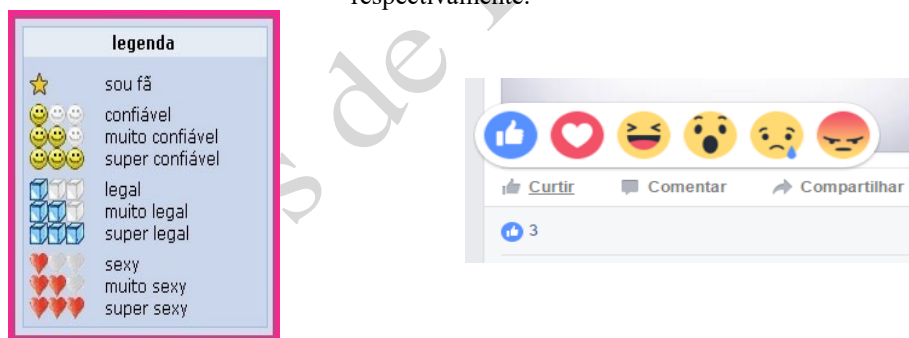 respectivamente.
legenda
sou fã
confiável
muito confiável
super confiável
legal
muito legal
super legal
sexy
muito sexy
super sexy
s de
Curtir
Comentar
Compartilhar
3